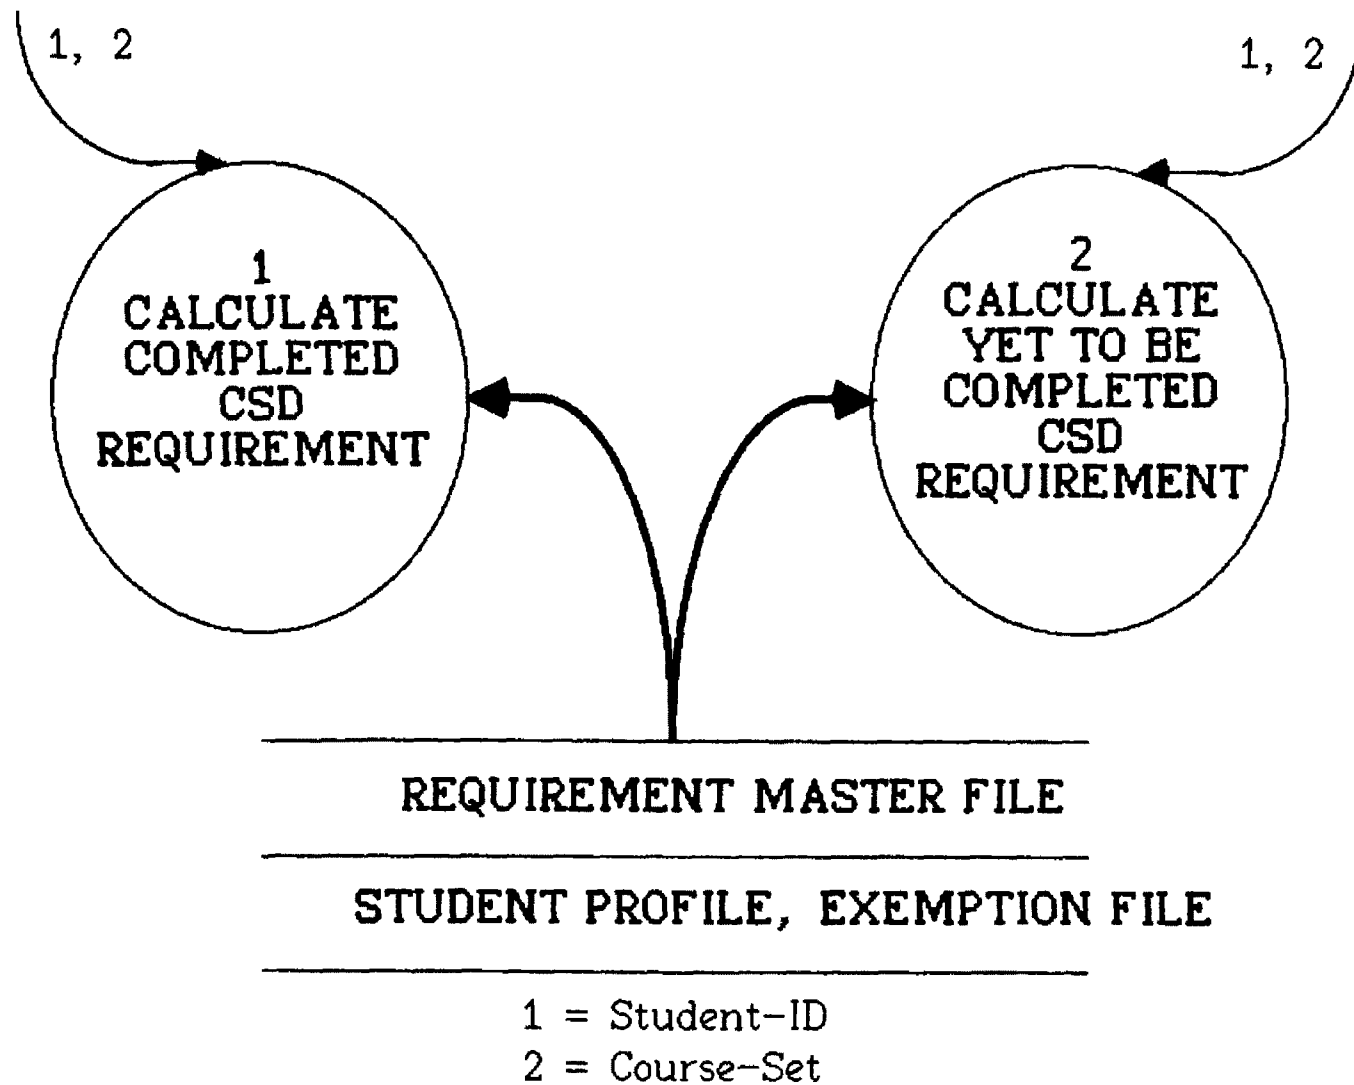 1, 2
1, 2
1
CALCULATE
COMPLETED
CSD
REQUIREMENT
2
CALCULATE
YET TO BE
COMPLETED
CSD
REQUIREMENT
REQUIREMENT MASTER FILE
STUDENT PROFILE, EXEMPTION FILE
1 = Student-ID
2 = Course-Set